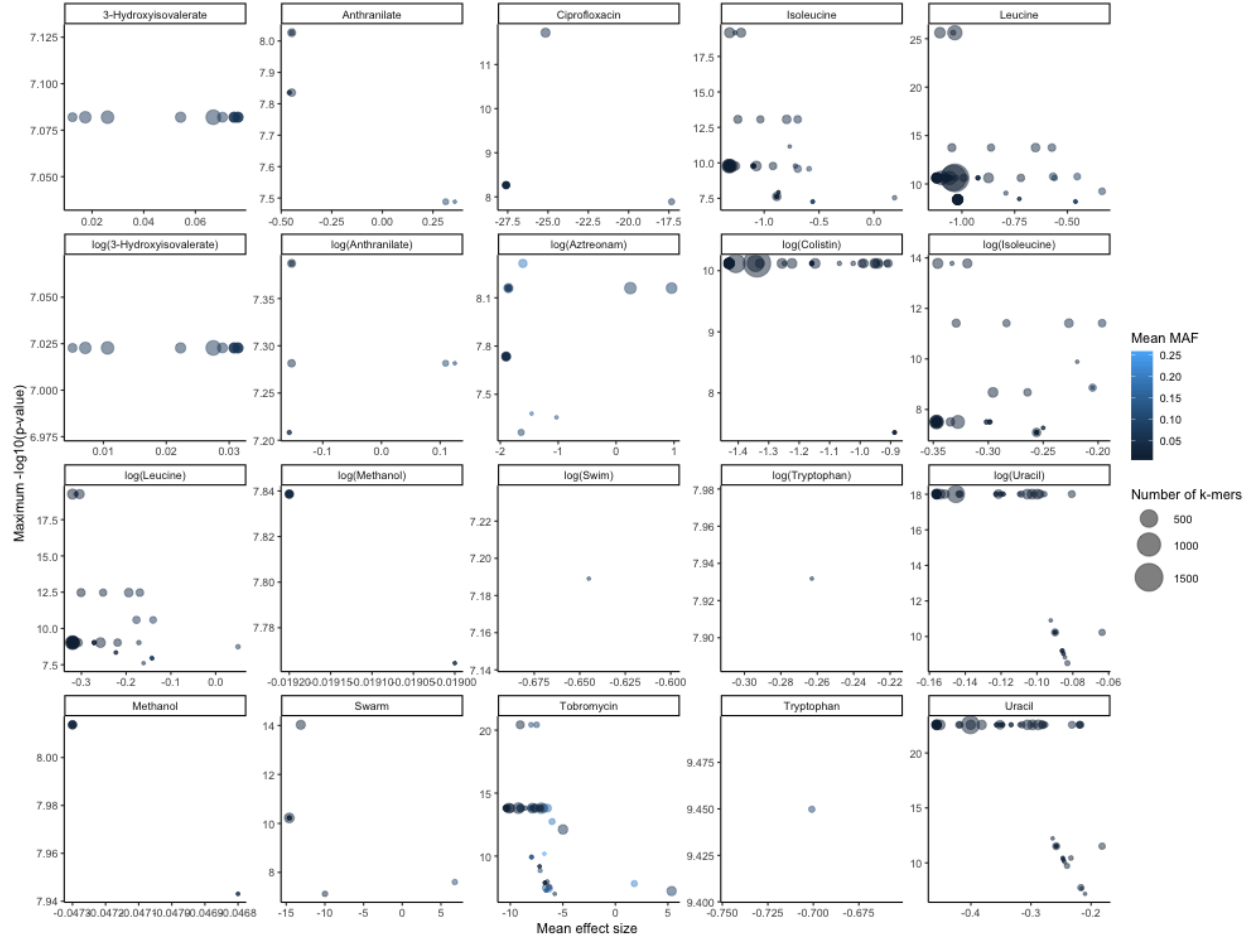 3-Hydroxyisovalerate Anthranilate Ciprofloxacin Isoleucine Leucine
7.125 7.100 7.075 7.050
0.02 0.04 0.06
8.0 7.9 7.8 7.7 7.6 7.5
-0.50 -0.25 0.00 0.25
11 10 9 8
-27.5 -25.0 -22.5 -20.0 -17.5
17.5 15.0 12.5 10.0 7.5
-1.0 -0.5 0.0
25 20 15 10
-1.00 -0.75 -0.50
log(3-Hydroxyisovalerate) log(Anthranilate) log(Aztreonam) log(Colistin) log(Isoleucine)
7.050 7.025 7.000 6.975
0.01 0.02 0.03
7.35 7.30 7.25 7.20
-0.1 0.0 0.1
8.1 7.8 7.5
-2 -1 0 1
10 9 8
-1.4 -1.3 -1.2 -1.1 -1.0 -0.9
14 12 10 8
-0.35 -0.30 -0.25 -0.20
log(Leucine) log(Methanol) log(Swim) log(Tryptophan) log(Uracil)
17.5 15.0 12.5 10.0 7.5
-0.3 -0.2 -0.1 0.0
7.84 7.82 7.80 7.78
-0.01920 -0.01915 -0.01910 -0.01905 -0.01900
7.22 7.20 7.18 7.16 7.14
-0.675 -0.650 -0.625 -0.600
7.98 7.96 7.94 7.92 7.90
-0.30 -0.28 -0.26 -0.24 -0.22
18 16 14 12 10
-0.16 -0.14 -0.12 -0.10 -0.08 -0.06
Methanol Swarm Tobromycin Tryptophan Uracil
8.00 7.98 7.96 7.94
14 12 10 8
-15 -10 -5 0 5
20 15 10
-10 -5 0 5
9.475 9.450 9.425 9.400
-0.750 -0.725 -0.700 -0.675
20 15 10
-0.4 -0.3 -0.2
Maximum -log10(p-value)
Mean effect size
Mean MAF
0.25
0.20
0.15
0.10
0.05
Number of k-mers
500
1000
1500